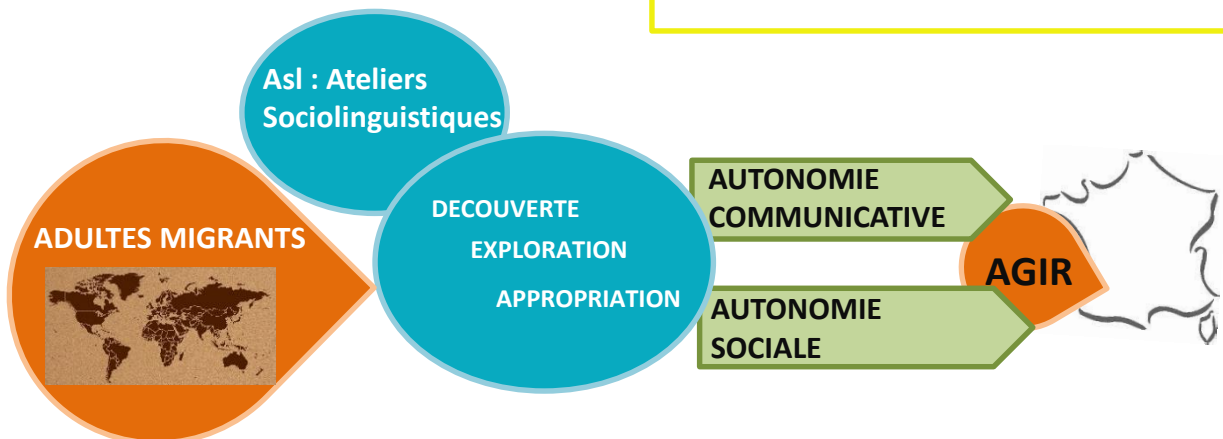 Asl : Ateliers
Sociolinguistiques
ADULTES MIGRANTS
DECOUVERTE
EXPLORATION
APPROPRIATION
AUTONOMIE
COMMUNICATIVE
AUTONOMIE
SOCIALE
AGIR